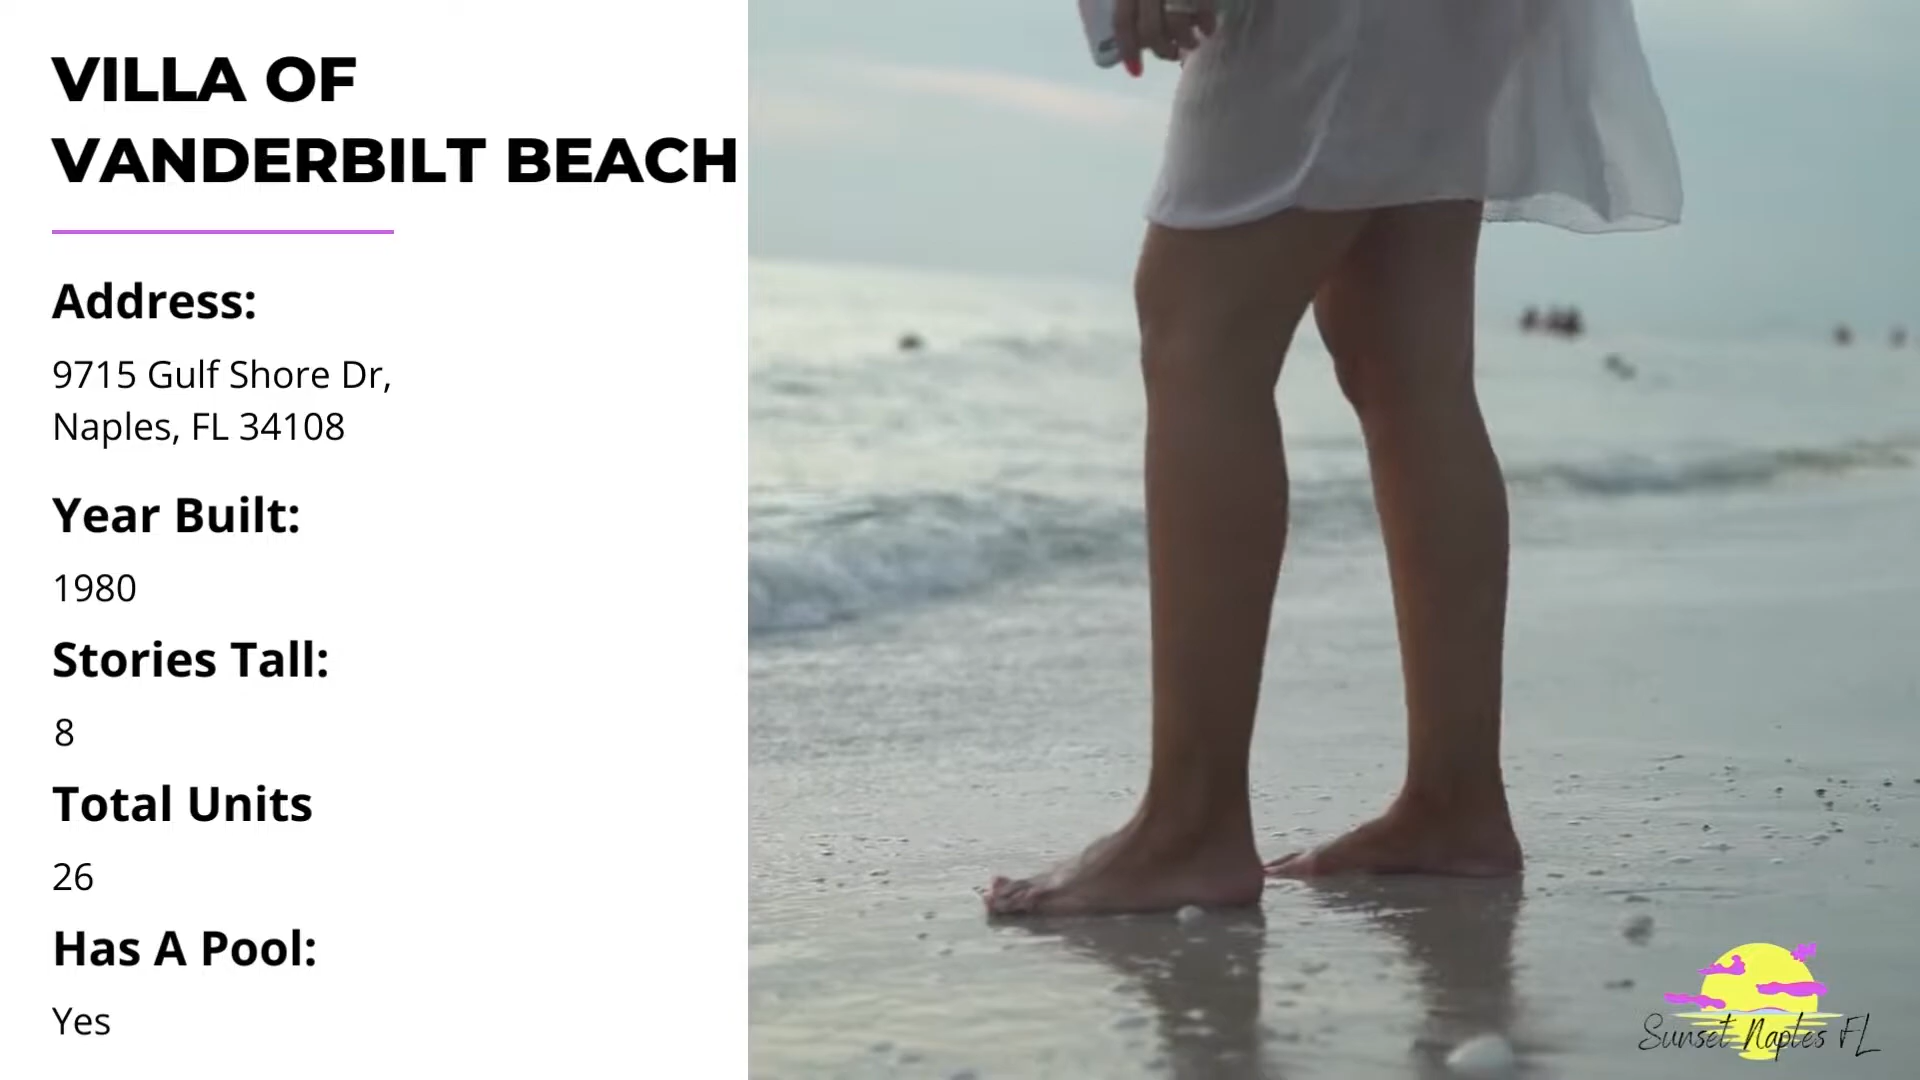 VILLA OF
VANDERBILT BEACH
Address:
9715 Gulf Shore Dr,
Naples, FL 34108
Year Built:
1980
Stories Tall:
8
Total Units
26
Has A Pool:
Yes
Sunset Naples FL